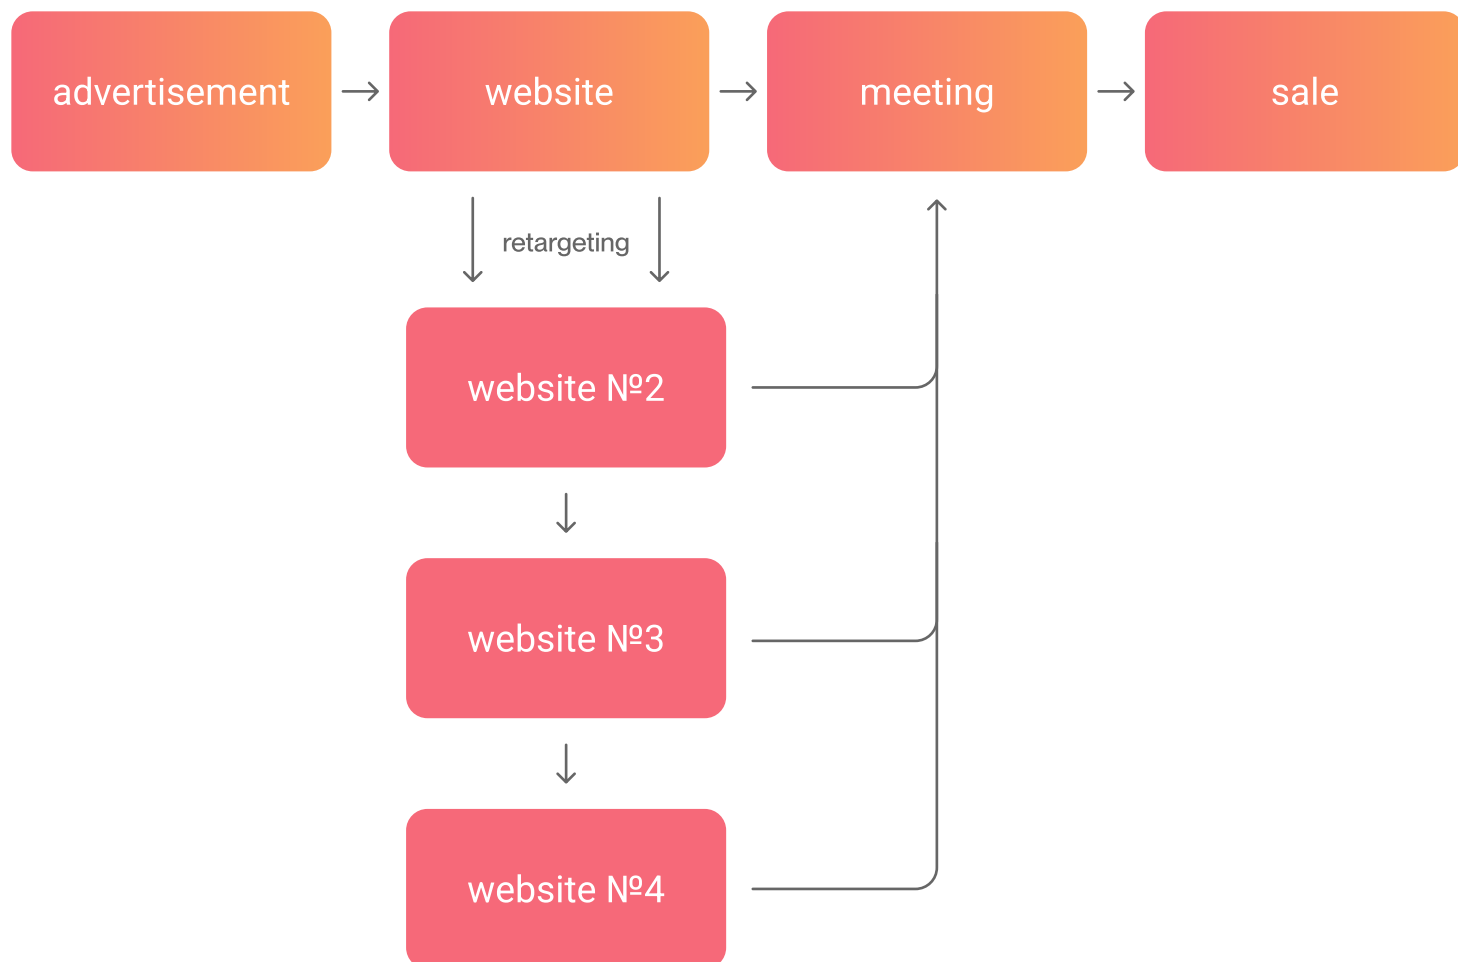 advertisement
website
meeting
sale
retargeting
website №2
website №3
website №4